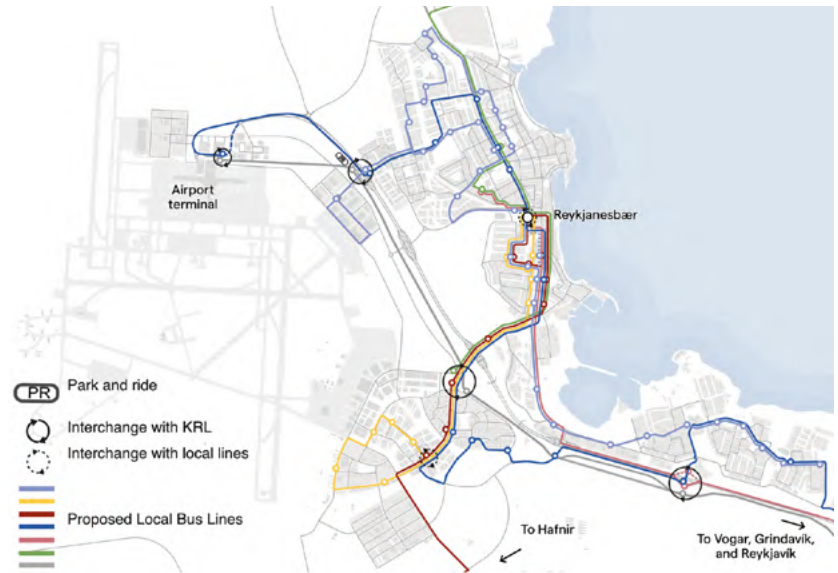 Airport
terminal
Reykjanesbær
PR
PR
Park and ride
Interchange with KRL
Interchange with local lines
Proposed Local Bus Lines
To Hafnir
To Vogar, Grindavík,
and Reykjavík